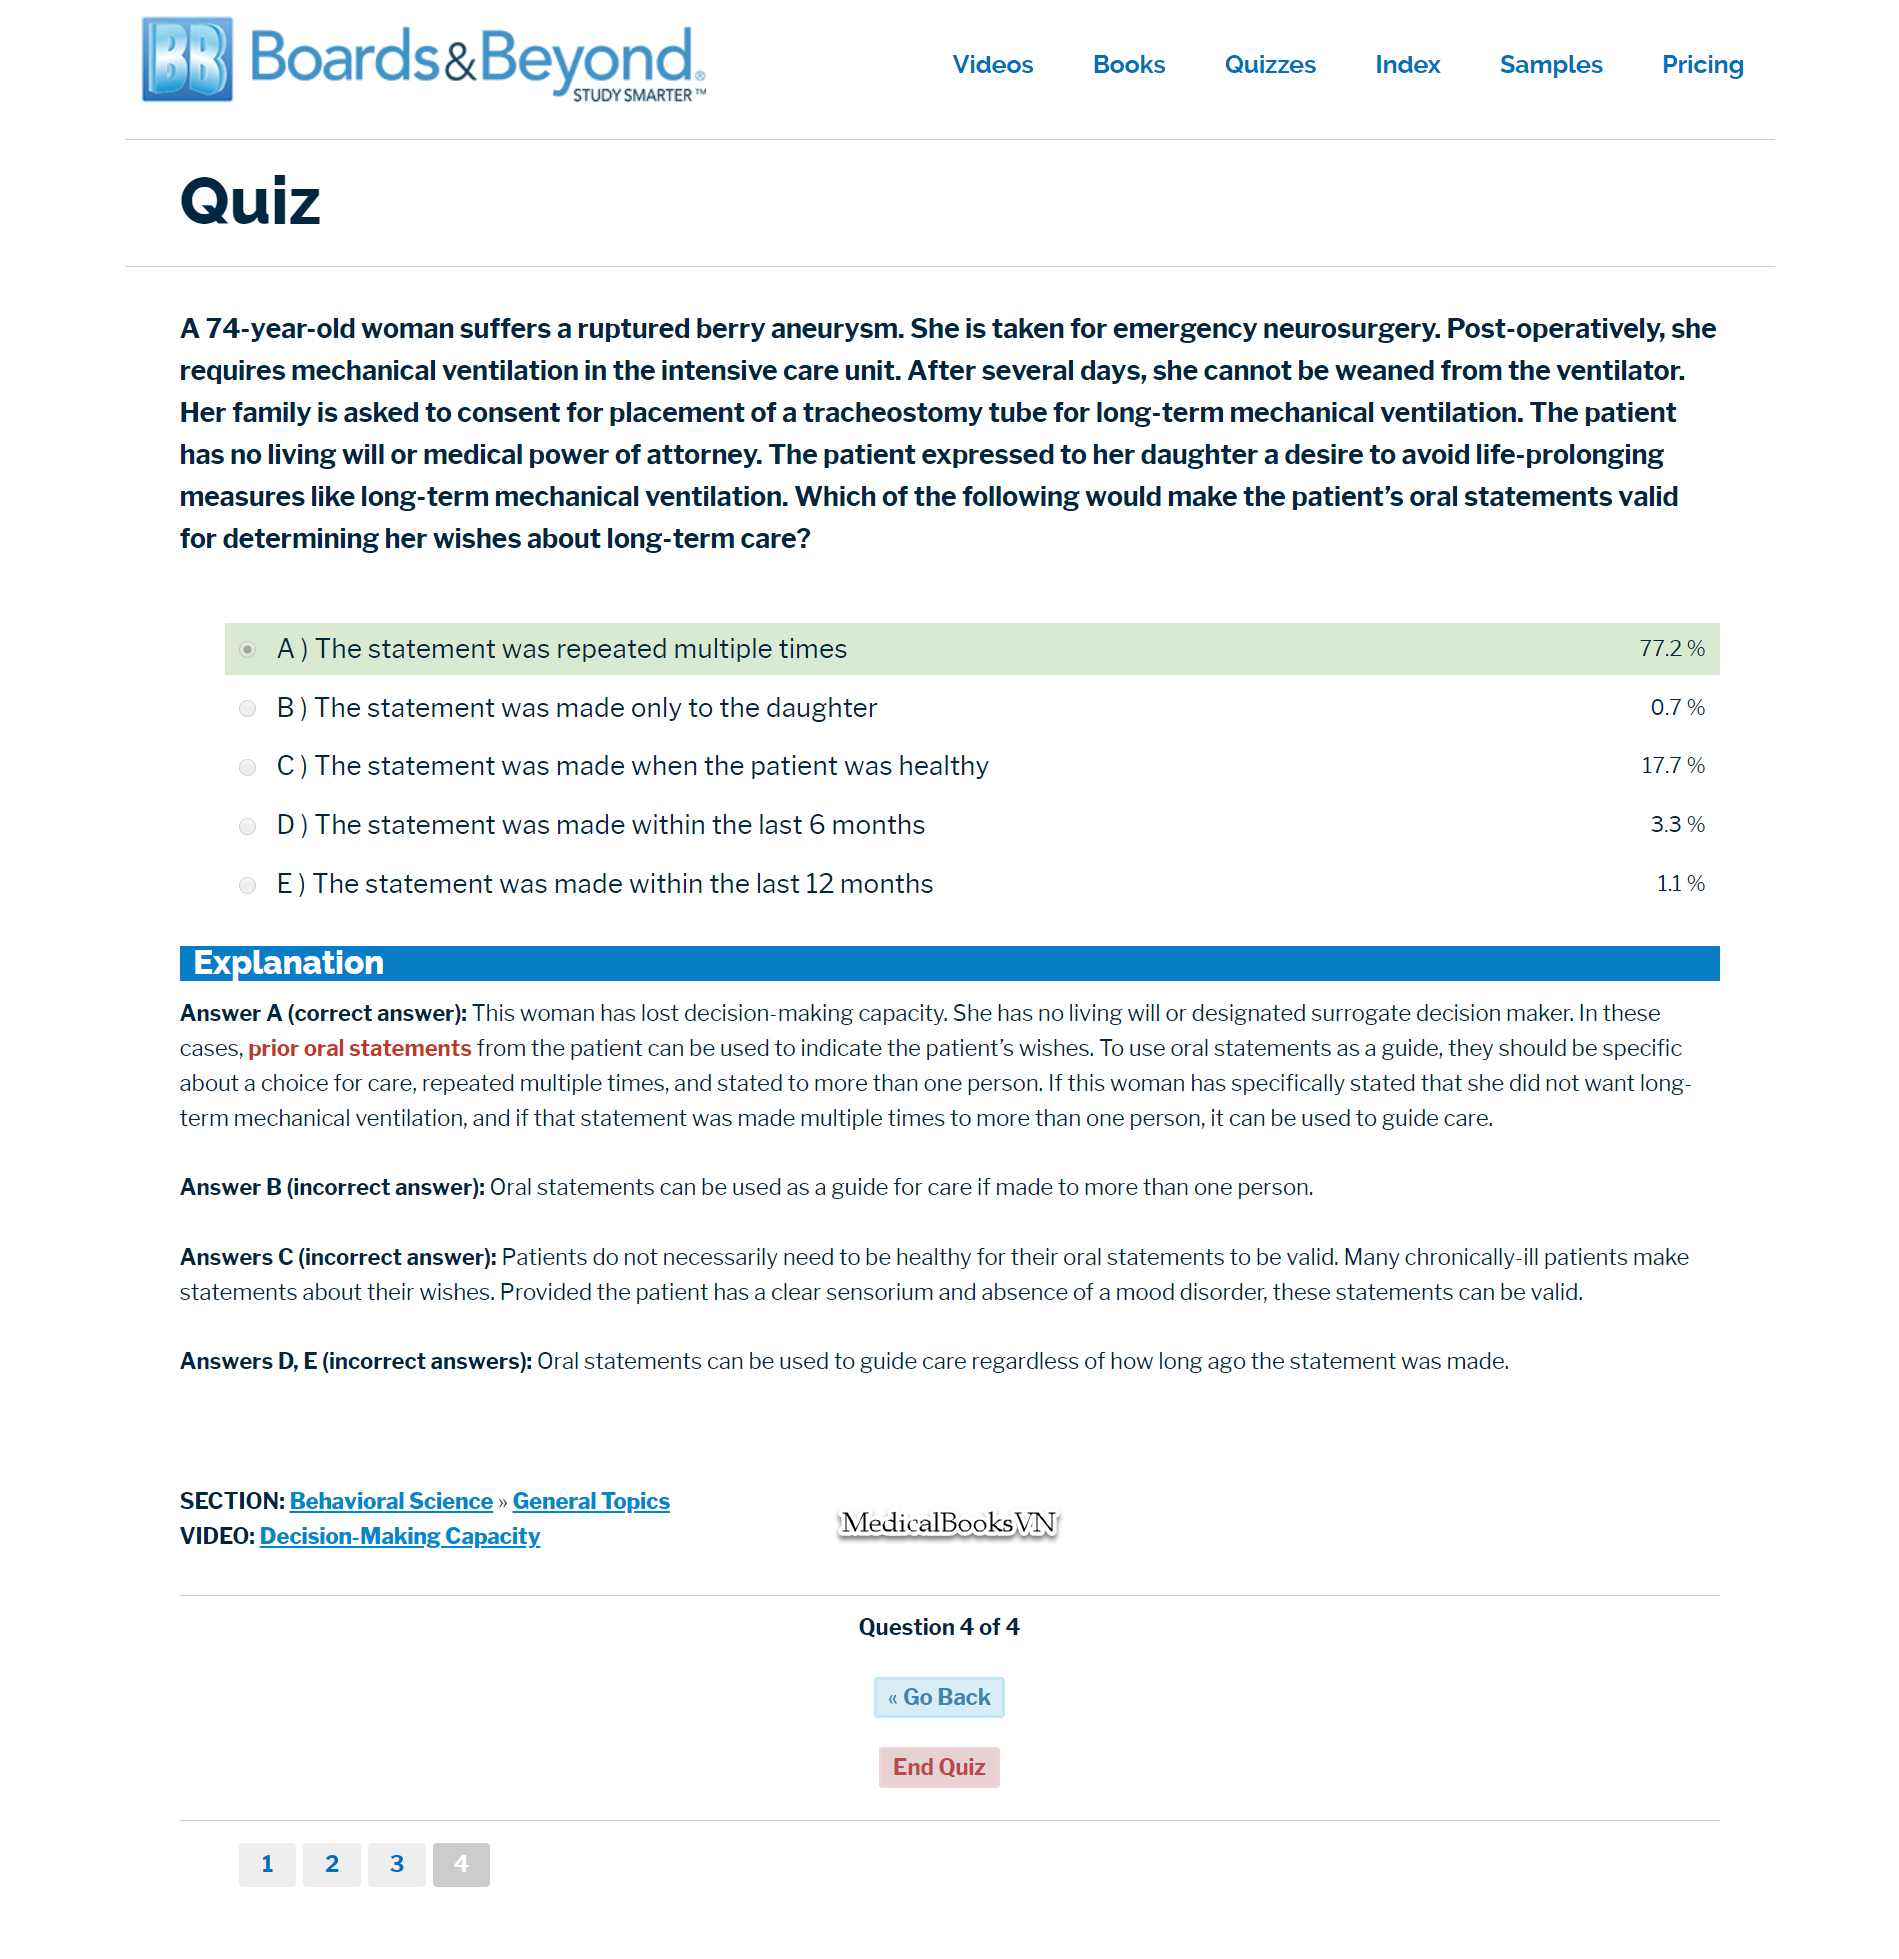 BB Boards&Beyond®
STUDY SMARTER™
Videos Books Quizzes Index Samples Pricing
Quiz
A 74-year-old woman suffers a ruptured berry aneurysm. She is taken for emergency neurosurgery. Post-operatively, she
requires mechanical ventilation in the intensive care unit. After several days, she cannot be weaned from the ventilator.
Her family is asked to consent for placement of a tracheostomy tube for long-term mechanical ventilation. The patient
has no living will or medical power of attorney. The patient expressed to her daughter a desire to avoid life-prolonging
measures like long-term mechanical ventilation. Which of the following would make the patient’s oral statements valid
for determining her wishes about long-term care?
A ) The statement was repeated multiple times 77.2 %
B ) The statement was made only to the daughter 0.7 %
C ) The statement was made when the patient was healthy 17.7 %
D ) The statement was made within the last 6 months 3.3 %
E ) The statement was made within the last 12 months 1.1 %
Explanation
Answer A (correct answer): This woman has lost decision-making capacity. She has no living will or designated surrogate decision maker. In these
cases, prior oral statements from the patient can be used to indicate the patient’s wishes. To use oral statements as a guide, they should be specific
about a choice for care, repeated multiple times, and stated to more than one person. If this woman has specifically stated that she did not want long-
term mechanical ventilation, and if that statement was made multiple times to more than one person, it can be used to guide care.
Answer B (incorrect answer): Oral statements can be used as a guide for care if made to more than one person.
Answers C (incorrect answer): Patients do not necessarily need to be healthy for their oral statements to be valid. Many chronically-ill patients make
statements about their wishes. Provided the patient has a clear sensorium and absence of a mood disorder, these statements can be valid.
Answers D, E (incorrect answers): Oral statements can be used to guide care regardless of how long ago the statement was made.
SECTION: Behavioral Science » General Topics
VIDEO: Decision-Making Capacity
MedicalBooksVN
Question 4 of 4
« Go Back
End Quiz
1 2 3 4